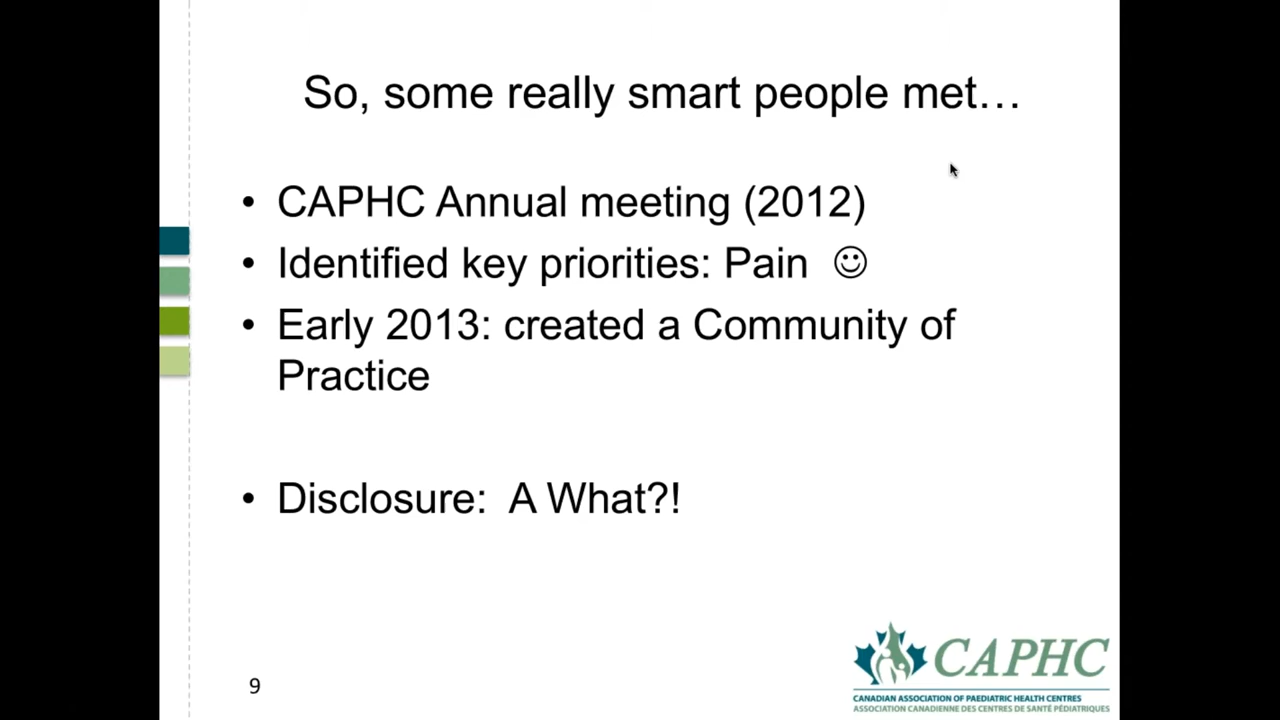 So, some really smart people met…
• CAPHC Annual meeting (2012)
• Identified key priorities: Pain ☺
• Early 2013: created a Community of
Practice
• Disclosure:  A What?!
9
CAPHC
CANADIAN ASSOCIATION OF PAEDIATRIC HEALTH CENTRES
ASSOCIATION CANADIENNE DES CENTRES DE SANTÉ PÉDIATRIQUES